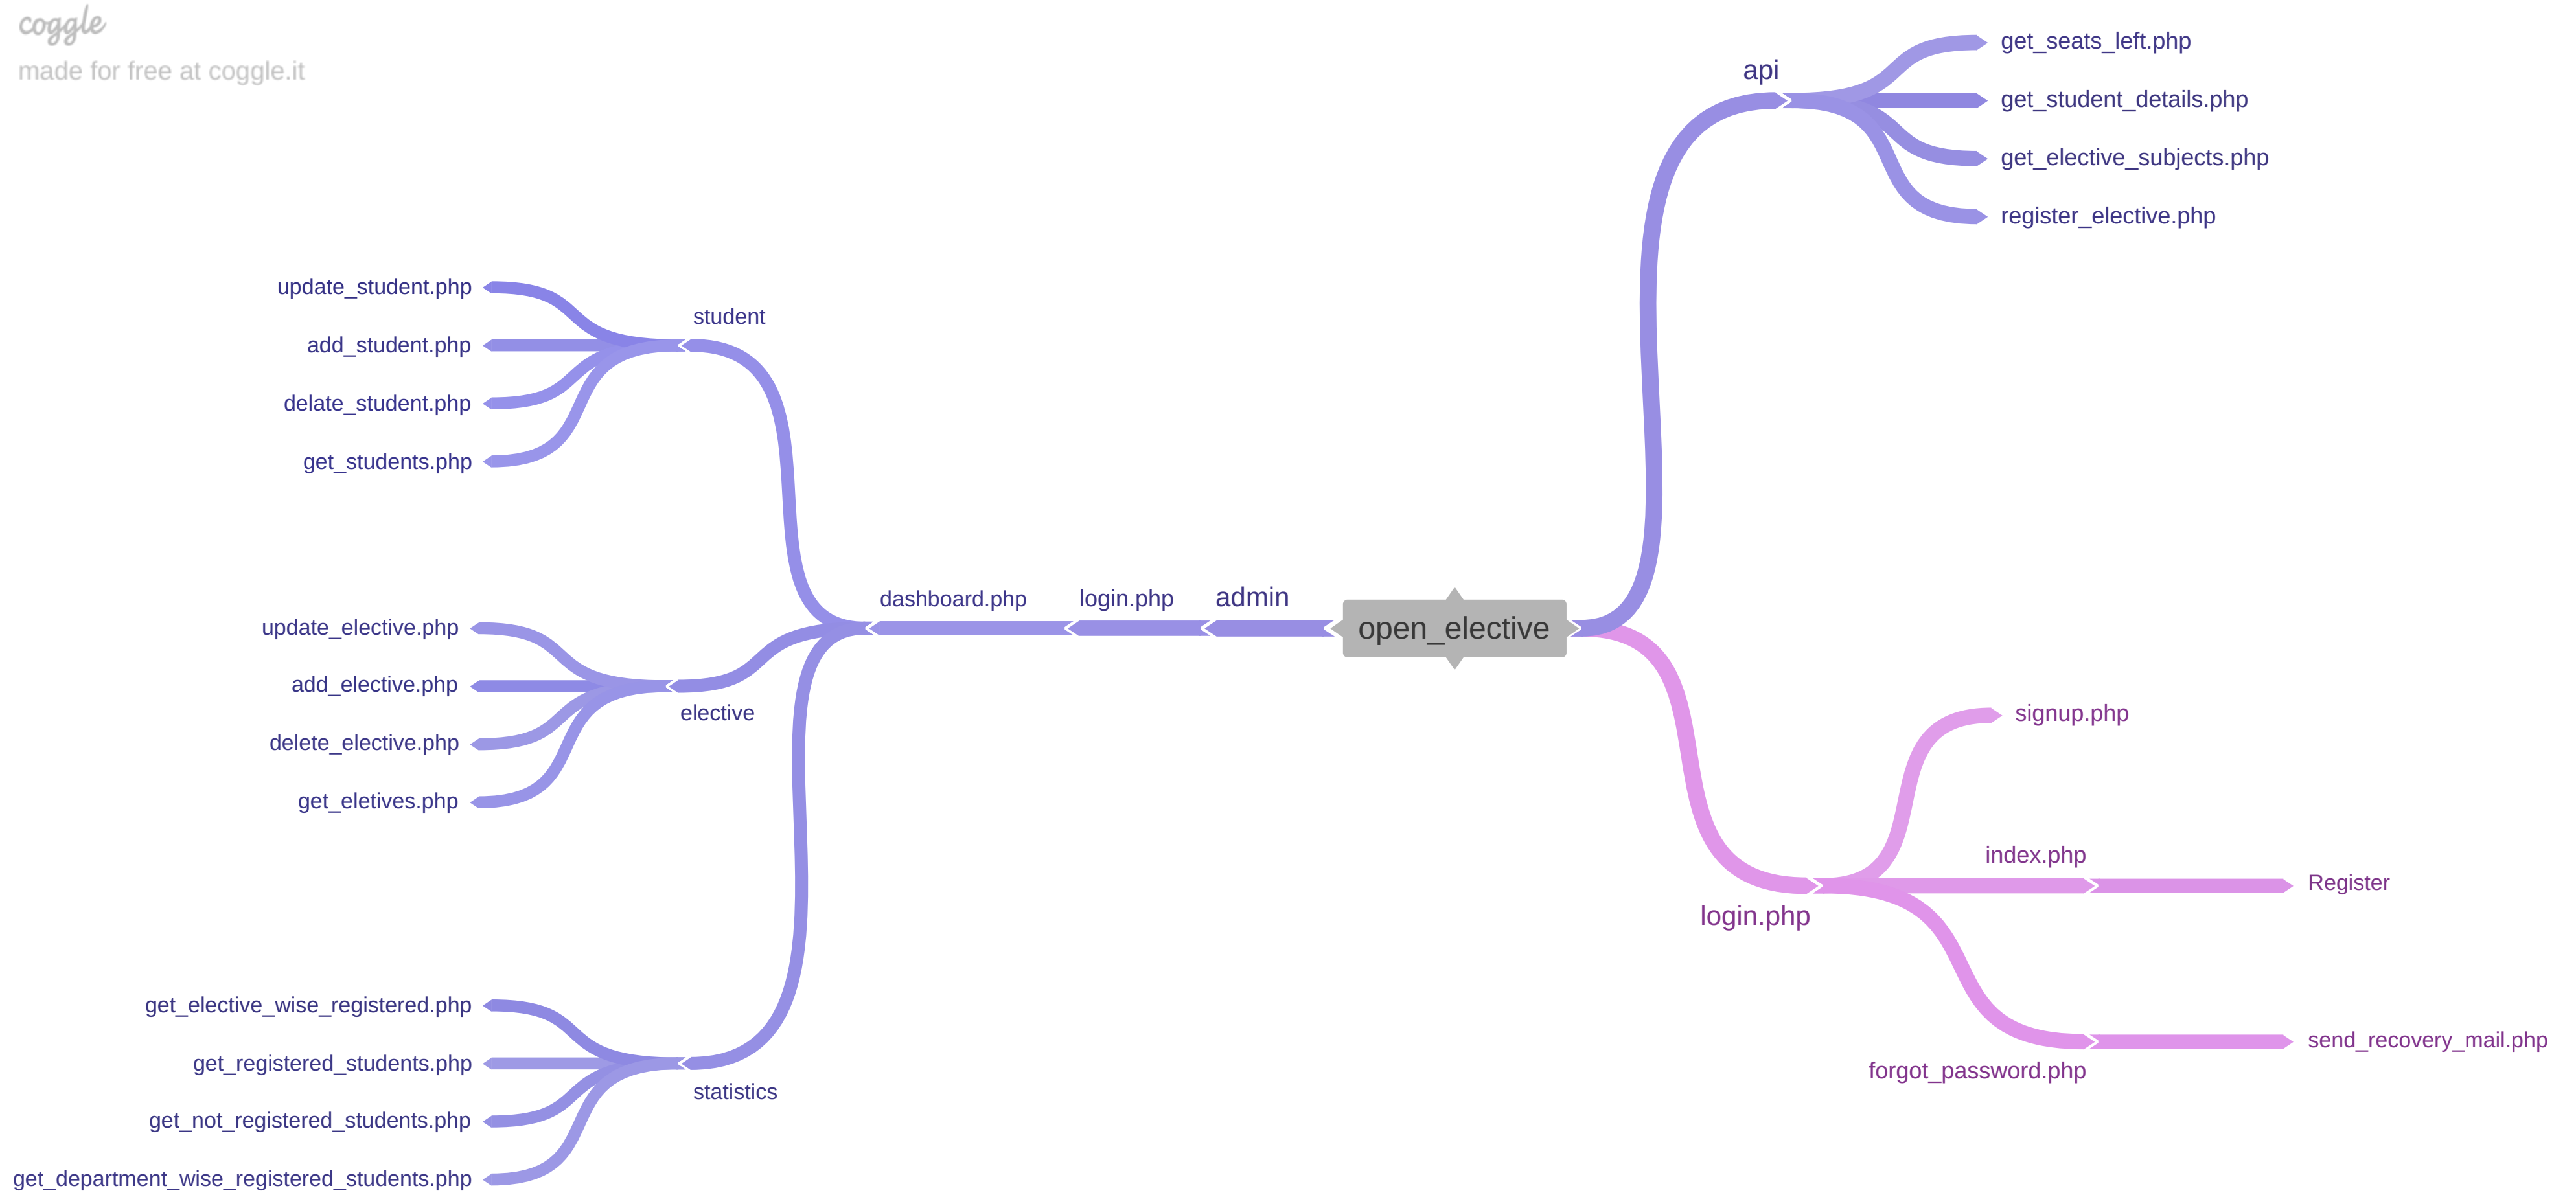 coggle
made for free at coggle.it
api
get_seats_left.php
get_student_details.php
get_elective_subjects.php
register_elective.php
update_student.php
add_student.php
delate_student.php
get_students.php
student
update_elective.php
add_elective.php
delete_elective.php
get_eletives.php
elective
dashboard.php
login.php
admin
open_elective
signup.php
index.php
Register
login.php
forgot_password.php
send_recovery_mail.php
get_elective_wise_registered.php
get_registered_students.php
get_not_registered_students.php
get_department_wise_registered_students.php
statistics